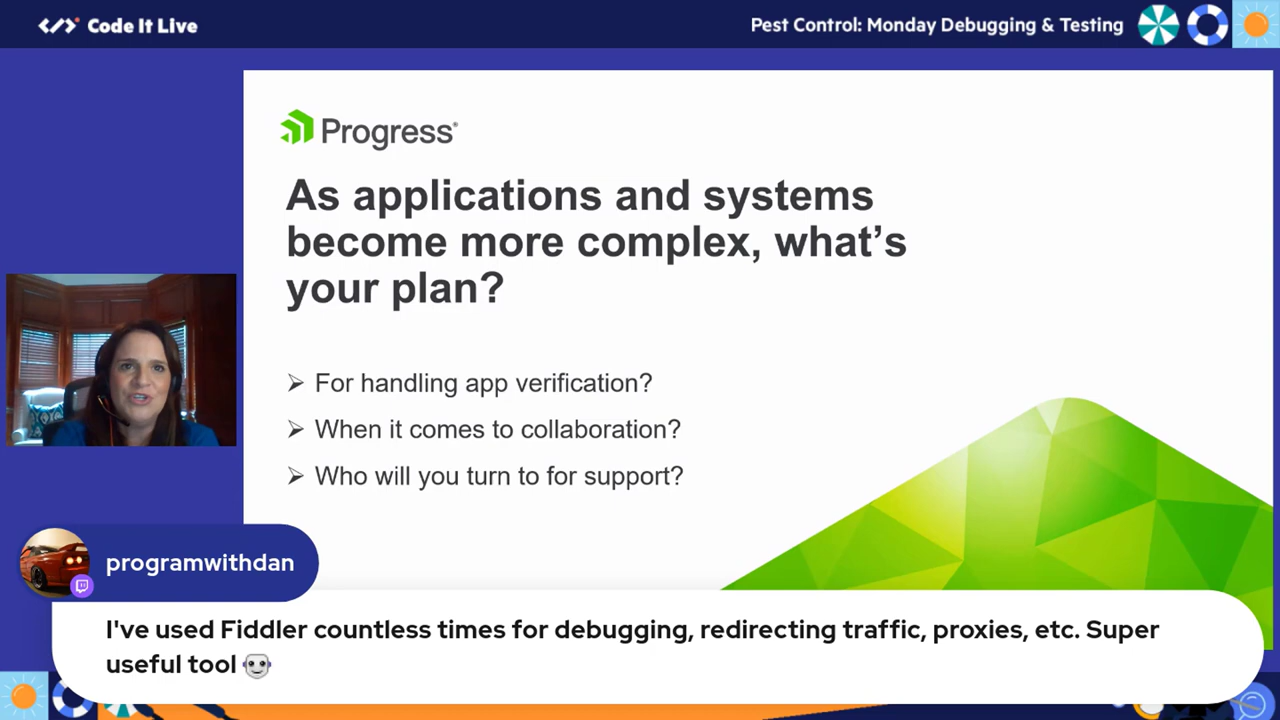 </> Code It Live
Pest Control: Monday Debugging & Testing
Progress®
As applications and systems
become more complex, what’s
your plan?
➢ For handling app verification?
➢ When it comes to collaboration?
➢ Who will you turn to for support?
programwithdan
I've used Fiddler countless times for debugging, redirecting traffic, proxies, etc. Super
useful tool 🤖